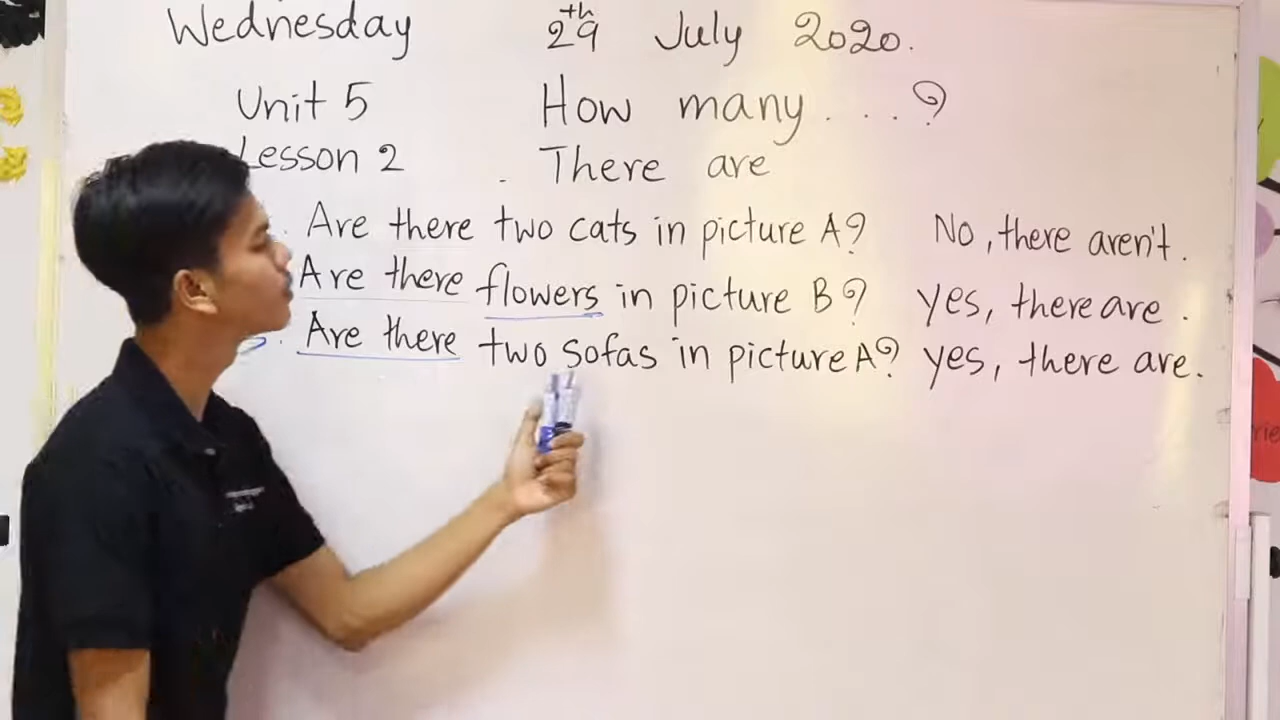 Wednesday 29th July 2020.
Unit 5 How many . . . ?
Lesson 2 . There are
. Are there two cats in picture A? No, there aren't.
Are there flowers in picture B? yes, there are.
. Are there two sofas in picture A? yes, there are.